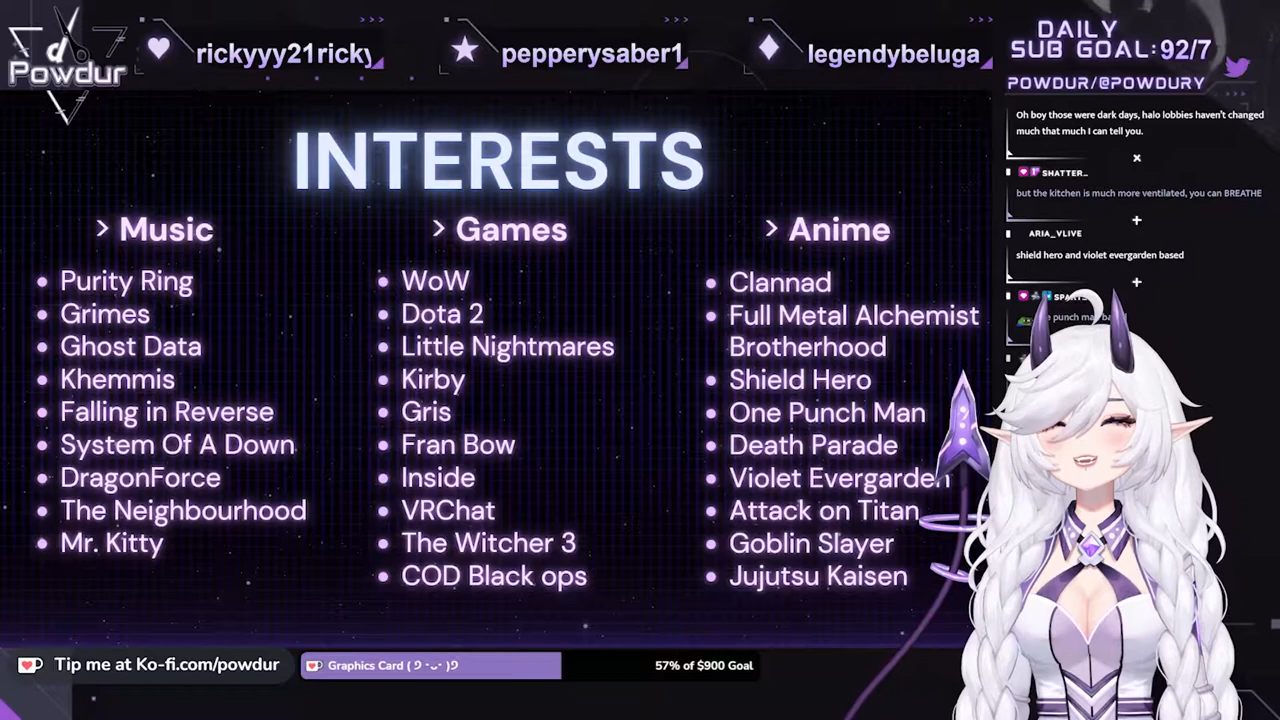 Powdur
rickyyy21ricky
pepperysaber1
legendybeluga
DAILY
SUB GOAL: 92/7
POWDUR/@POWDURY
INTERESTS
> Music
Purity Ring
Grimes
Ghost Data
Khemmis
Falling in Reverse
System Of A Down
DragonForce
The Neighbourhood
Mr. Kitty
> Games
WoW
Dota 2
Little Nightmares
Kirby
Gris
Fran Bow
Inside
VRChat
The Witcher 3
COD Black ops
> Anime
Clannad
Full Metal Alchemist
Brotherhood
Shield Hero
One Punch Man
Death Parade
Violet Evergarden
Attack on Titan
Goblin Slayer
Jujutsu Kaisen
Oh boy those were dark days, halo lobbies haven't changed
much that much I can tell you.
SHATTER...
but the kitchen is much more ventilated, you can BREATHE
ARIA_VLIVE
shield hero and violet evergarden based
punch man
Tip me at Ko-fi.com/powdur
Graphics Card ( ୨ -ᴗ- )୨
57% of $900 Goal